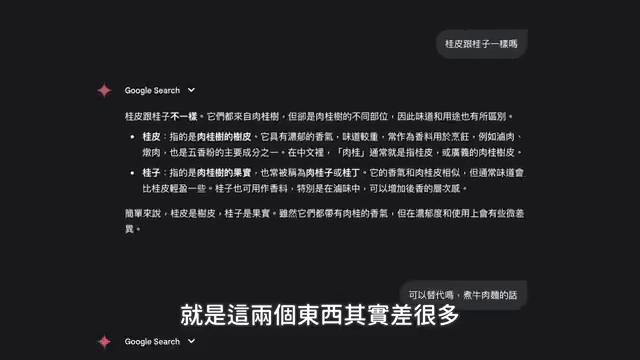 桂皮跟桂子一樣嗎
Google Search
桂皮跟桂子不一樣。它們都來自肉桂樹，但卻是肉桂樹的不同部位，因此味道和用途也有所區別。
• 桂皮：指的是肉桂樹的樹皮。它具有濃郁的香氣，味道較重，常作為香料用於烹飪，例如滷肉、
燉肉，也是五香粉的主要成分之一。在中文裡，「肉桂」通常就是指桂皮，或廣義的肉桂樹皮。
• 桂子：指的是肉桂樹的果實，也常被稱為肉桂子或桂丁。它的香氣和肉桂皮相似，但通常味道會
比桂皮輕盈一些。桂子也可用作香料，特別是在滷味中，可以增加後香的層次感。
簡單來說，桂皮是樹皮，桂子是果實。雖然它們都帶有肉桂的香氣，但在濃郁度和使用上會有些微差
異。
可以替代嗎，煮牛肉麵的話
就是這兩個東西其實差很多
Google Search